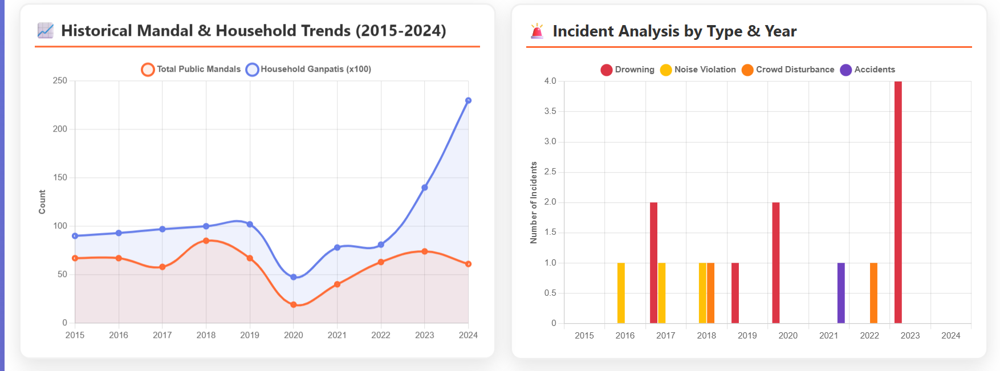 Historical Mandal & Household Trends (2015-2024)
Total Public Mandals
Household Ganpatis (x100)
250
200
150
100
50
0
Count
2015 2016 2017 2018 2019 2020 2021 2022 2023 2024
Incident Analysis by Type & Year
Drowning
Noise Violation
Crowd Disturbance
Accidents
4.0
3.5
3.0
2.5
2.0
1.5
1.0
0.5
0
Number of Incidents
2015 2016 2017 2018 2019 2020 2021 2022 2023 2024